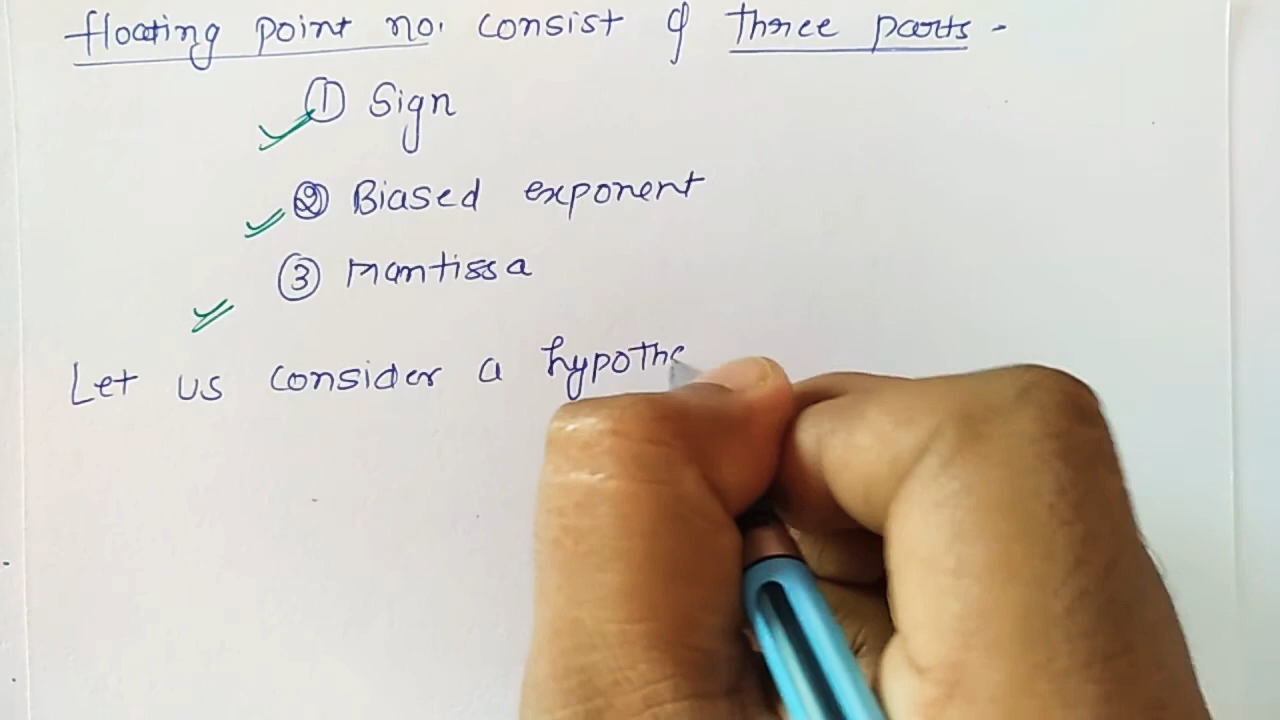 floating point no. consist of three parts -
① Sign
② Biased exponent
③ Mantissa
Let us consider a hypothe